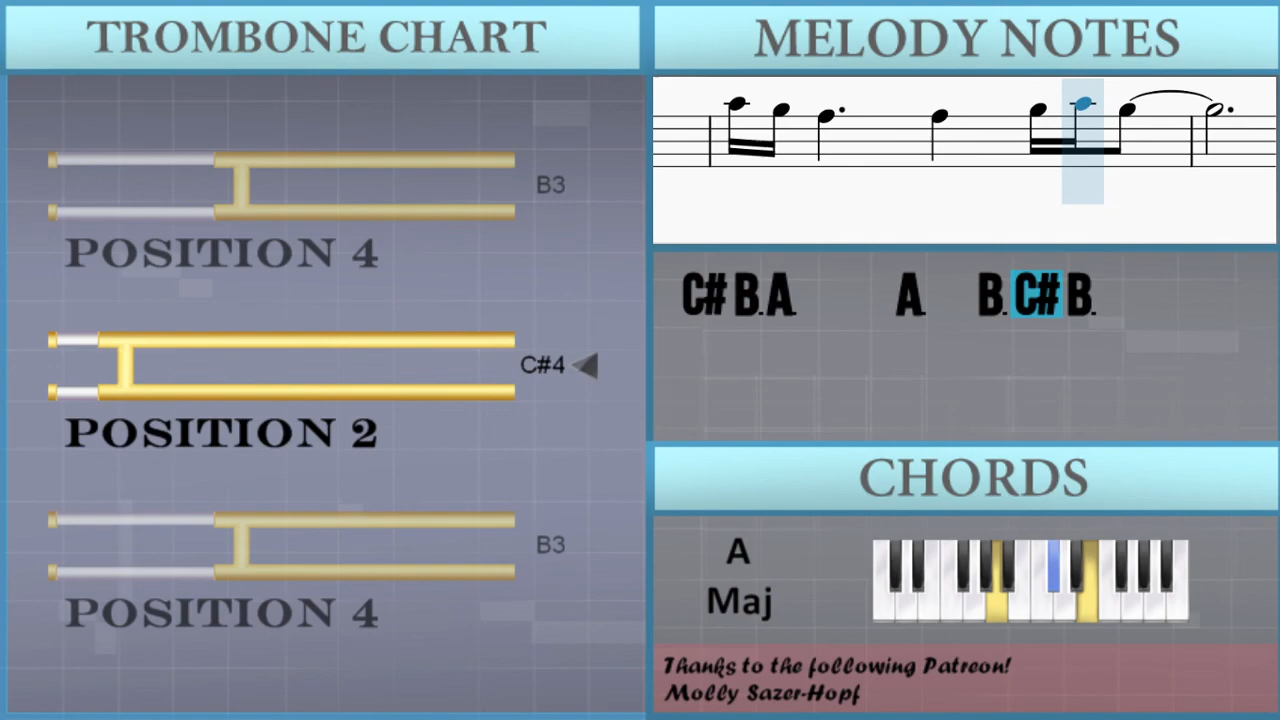 TROMBONE CHART
B3
POSITION 4
C#4
POSITION 2
B3
POSITION 4
MELODY NOTES
C# B. A. A. B. C# B.
CHORDS
A
Maj
Thanks to the following Patreon!
Molly Sazer-Hopf